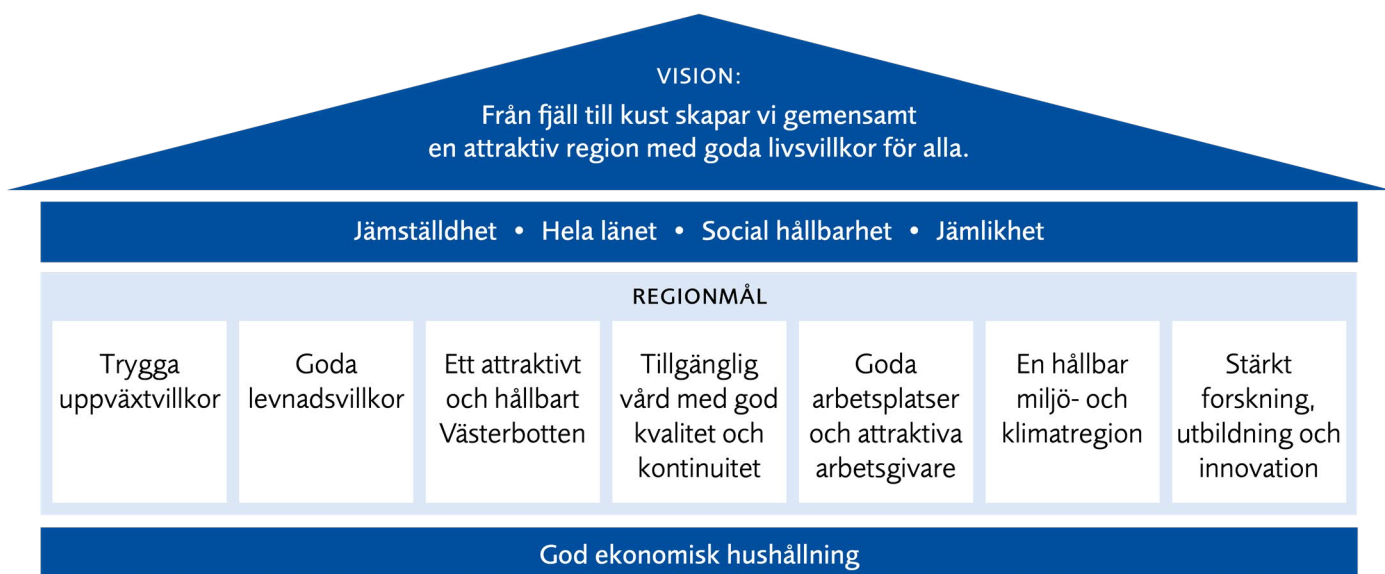 VISION:
Från fjäll till kust skapar vi gemensamt
en attraktiv region med goda livsvillkor för alla.
Jämställdhet • Hela länet • Social hållbarhet • Jämlikhet
REGIONMÅL
Trygga
uppväxtvillkor
Goda
levnadsvillkor
Ett attraktivt
och hållbart
Västerbotten
Tillgänglig
vård med god
kvalitet och
kontinuitet
Goda
arbetsplatser
och attraktiva
arbetsgivare
En hållbar
miljö- och
klimatregion
Stärkt
forskning,
utbildning och
innovation
God ekonomisk hushållning